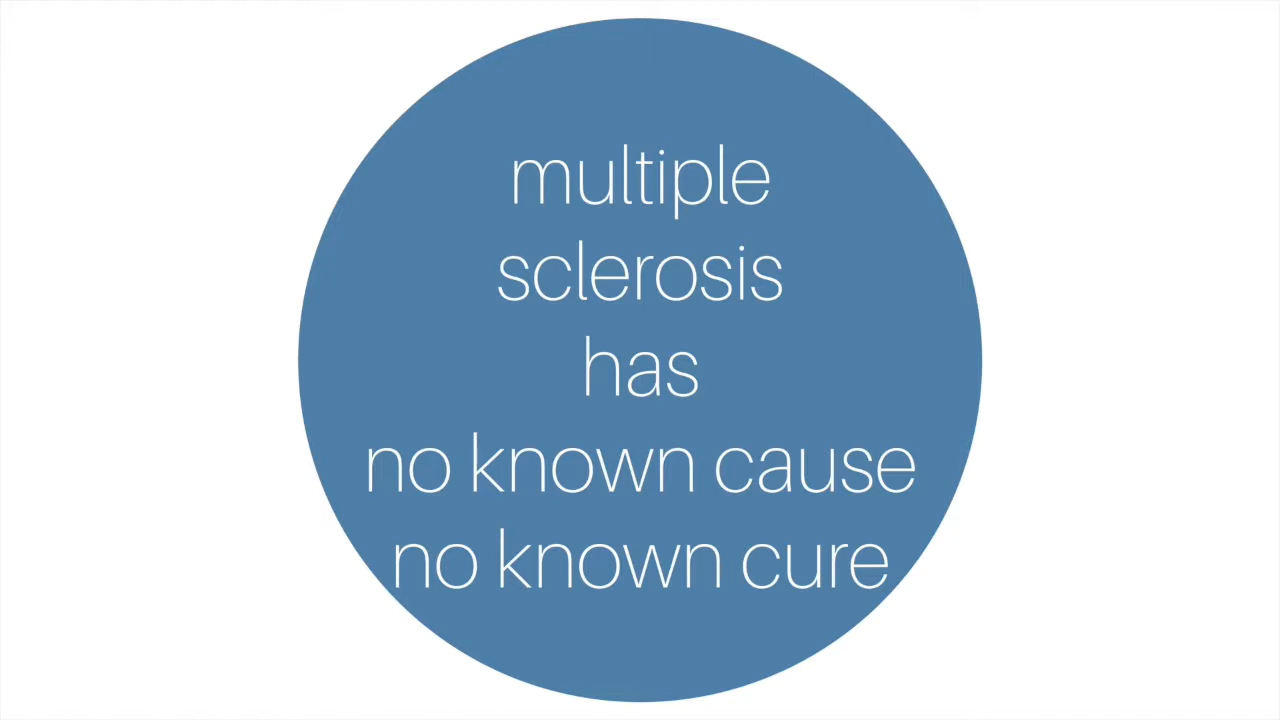 multiple
sclerosis
has
no known cause
no known cure